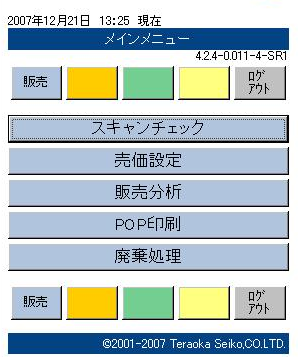 2007年12月21日 13:25 現在
メインメニュー
4.2.4-0.011-4-SR1
販売
ﾛｸﾞ
ｱｳﾄ
スキャンチェック
売価設定
販売分析
POP印刷
廃棄処理
販売
ﾛｸﾞ
ｱｳﾄ
©2001-2007 Teraoka Seiko,CO.LTD.